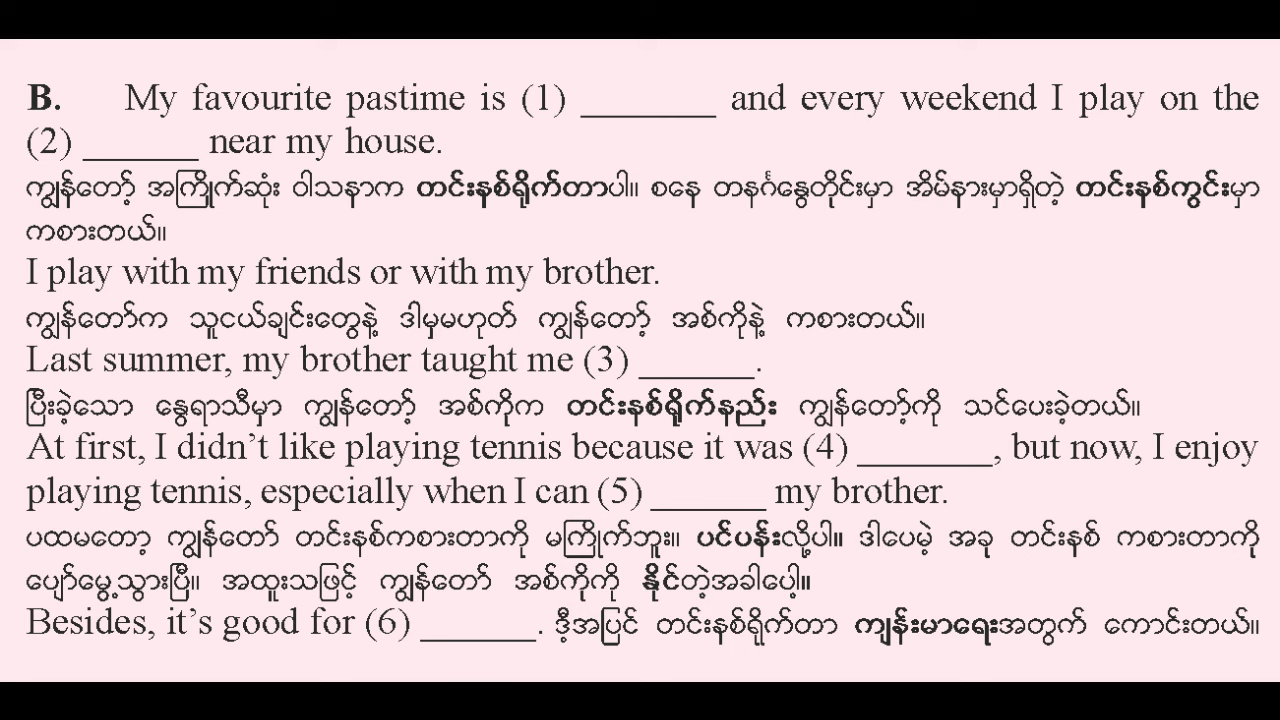 B. My favourite pastime is (1) _______ and every weekend I play on the
(2) ______ near my house.
ကျွန်တော့် အကြိုက်ဆုံး ဝါသနာက တင်းနစ်ရိုက်တာပါ။ စနေ တနင်္ဂနွေတိုင်းမှာ အိမ်နားမှာရှိတဲ့ တင်းနစ်ကွင်းမှာ
ကစားတယ်။
I play with my friends or with my brother.
ကျွန်တော်က သူငယ်ချင်းတွေနဲ့ ဒါမှမဟုတ် ကျွန်တော့် အစ်ကိုနဲ့ ကစားတယ်။
Last summer, my brother taught me (3) ______.
ပြီးခဲ့သော နွေရာသီမှာ ကျွန်တော့် အစ်ကိုက တင်းနစ်ရိုက်နည်း ကျွန်တော့်ကို သင်ပေးခဲ့တယ်။
At first, I didn’t like playing tennis because it was (4) _______, but now, I enjoy
playing tennis, especially when I can (5) ______ my brother.
ပထမတော့ ကျွန်တော် တင်းနစ်ကစားတာကို မကြိုက်ဘူး။ ပင်ပန်းလို့ပါ။ ဒါပေမဲ့ အခု တင်းနစ် ကစားတာကို
ပျော်မွေ့သွားပြီ။ အထူးသဖြင့် ကျွန်တော် အစ်ကိုကို နိုင်တဲ့အခါပေါ့။
Besides, it’s good for (6) ______. ဒီ့အပြင် တင်းနစ်ရိုက်တာ ကျန်းမာရေးအတွက် ကောင်းတယ်။